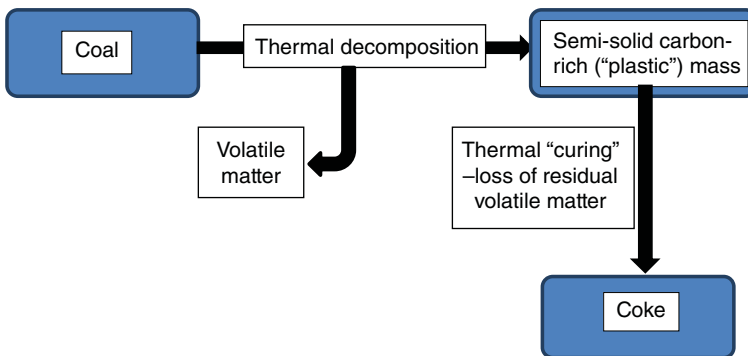 Coal
Thermal decomposition
Semi-solid carbon-
rich (“plastic”) mass
Volatile
matter
Thermal “curing”
–loss of residual
volatile matter
Coke